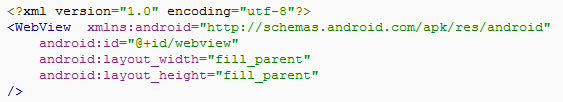 <?xml version="1.0" encoding="utf-8"?>
<WebView  xmlns:android="http://schemas.android.com/apk/res/android"
    android:id="@+id/webview"
    android:layout_width="fill_parent"
    android:layout_height="fill_parent"
/>